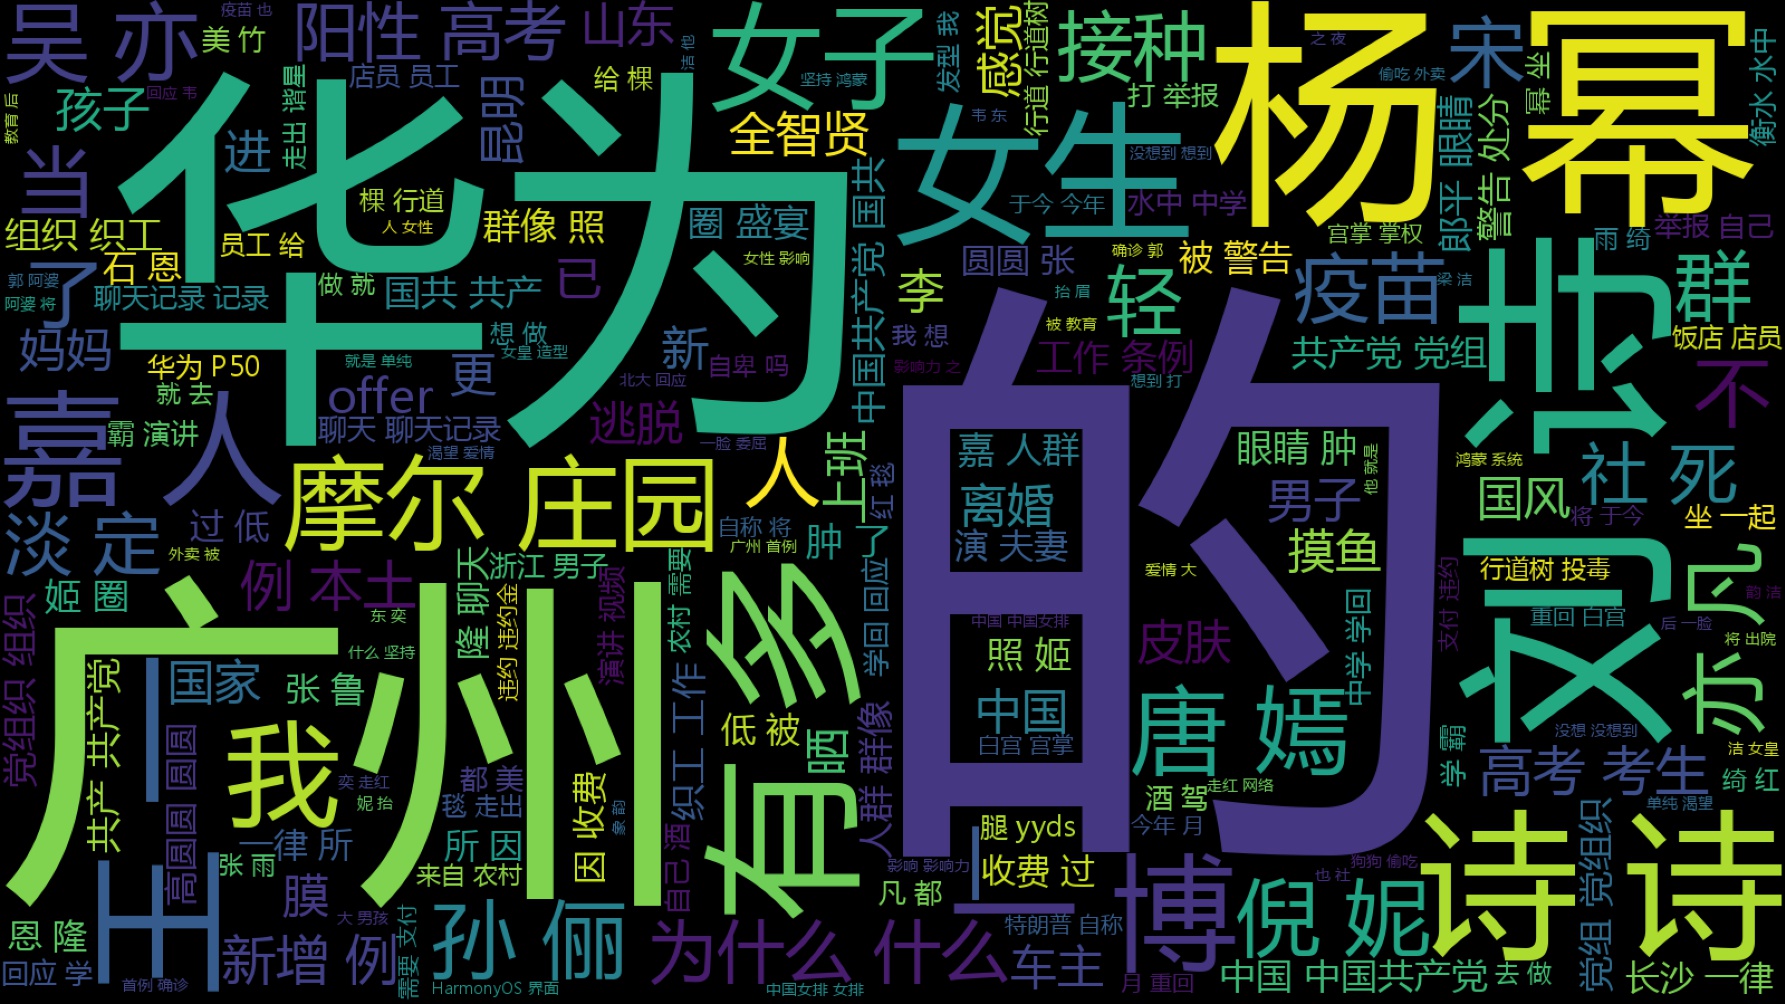 吴 亦
疫苗 也
美 竹
阳性 高考
山东
女子
发型 我
感觉
行道 行道树
接种
杨幂
之 夜
宋
偷吃 外卖
幂 坐
衡水 水中
店员 员工
给 棵
洁 他
坚持 鸿蒙
打 举报
教育 后
孩子
回应 韦
走出 谐星
昆明
全智贤
韦 东
女生
没想到 想到
郎平 眼睛
警告 处分
当
进
华为
棵 行道
人 女性
群像 照
圈 盛宴
中国共产党 国共
于今 今年
水中 中学
宫掌 掌权
雨 绮
举报 自己
组织 织工
员工 给
石 恩
女性 影响
圆圆 张
确诊 郭
被 警告
讨
群
郭 阿婆
阿婆 将
了
聊天记录 记录
做 就
国共 共产
已
李
抬 眉
轻
疫苗
梁 洁
妈妈
想 做
新
我 想
被 教育
共产党 党组
饭店 店员
华为 P50
就是 单纯
女皇 造型
更
自卑 吗
影响力 之
工作 条例
不
就 去
offer
北大 回应
想到 打
的
嘉
人
霸 演讲
聊天 聊天记录
逃脱
渴望 爱情
一脸 委屈
人
上班
红 毯
嘉 人群
眼睛 肿
他 就是
鸿蒙 系统
社 死
摩尔 庄园
离婚
男子
国风
将 于今
坐 一起
淡 定
过 低
自称 将
肿 了
演 夫妻
摸鱼
外卖 被
广州 首例
浙江 男子
爱情 大
行道树 投毒
姬 圈
例 本土
隆 聊天
违约 违约金
演讲 视频
农村 需要
有多
学回 回应
支付 违约
刘
凡
韵 洁
党组织 组织
广州
东 奕
中国 中国女排
中学 学回
重回 白宫
后 一脸
将 出院
国家
什么 坚持
照 姬
皮肤
亦
共产 共产党
张 鲁
织工 工作
低 被
晒
人群 群像
中国
唐 嫣
没想 没想到
高圆 圆圆
我
白宫 宫掌
学 霸
洁 女皇
奕 走红
都 美
因 收费
走红 网络
高考 考生
绮 红
妮 抬
毯 走出
象 韵
酒 驾
单纯 渴望
一律 所
所 因
腿 yyds
今年 月
诗诗
党组 党组织
王一
张 雨
来自 农村
自己 酒
影响 影响力
收费 过
博
狗狗 偷吃
膜
凡 都
也 社
恩 隆
大 男孩
需要 支付
孙 俪
为什么 什么
特朗普 自称
倪 妮
回应 学
新增 例
车主
首例 确诊
HarmonyOS 界面
中国女排 女排
月 重回
中国 中国共产党
去 做
长沙 一律